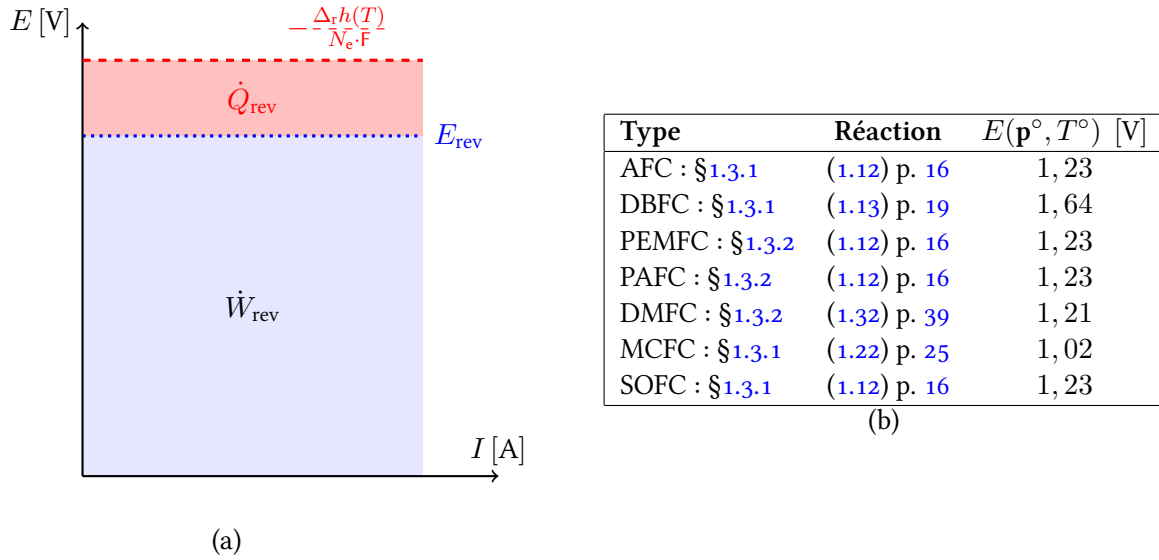 E [V]
−Δᵣh(T)/(Nₑ·F)
Q̇rev
Erev
Ẇrev
I [A]
(a)
Type Réaction E(p°, T°) [V]
AFC : §1.3.1 (1.12) p. 16 1, 23
DBFC : §1.3.1 (1.13) p. 19 1, 64
PEMFC : §1.3.2 (1.12) p. 16 1, 23
PAFC : §1.3.2 (1.12) p. 16 1, 23
DMFC : §1.3.2 (1.32) p. 39 1, 21
MCFC : §1.3.1 (1.22) p. 25 1, 02
SOFC : §1.3.1 (1.12) p. 16 1, 23
(b)